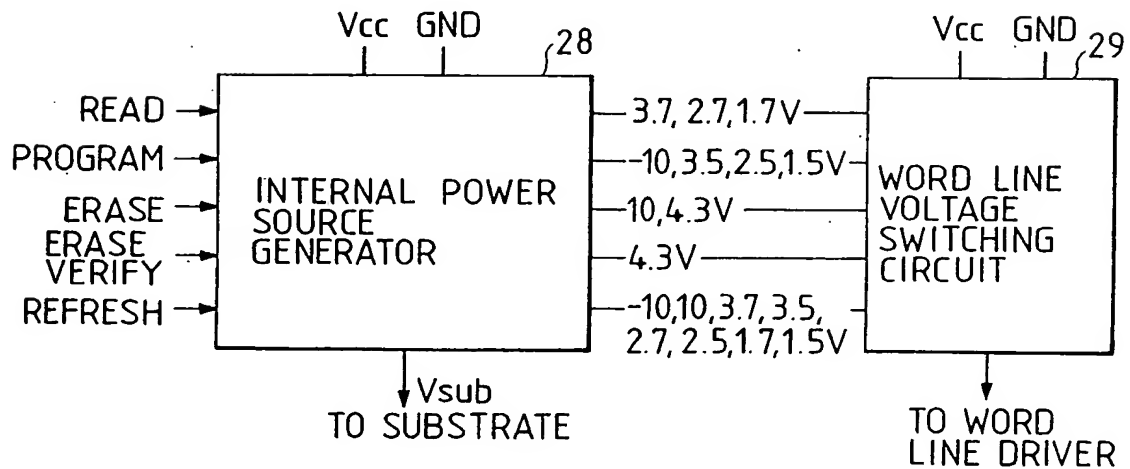 Vcc GND 28
Vcc GND 29
READ
PROGRAM
ERASE
ERASE
VERIFY
REFRESH
INTERNAL POWER
SOURCE
GENERATOR
3.7, 2.7, 1.7V
-10, 3.5, 2.5, 1.5V
10, 4.3V
4.3V
-10, 10, 3.7, 3.5,
2.7, 2.5, 1.7, 1.5V
WORD LINE
VOLTAGE
SWITCHING
CIRCUIT
Vsub
TO SUBSTRATE
TO WORD
LINE DRIVER